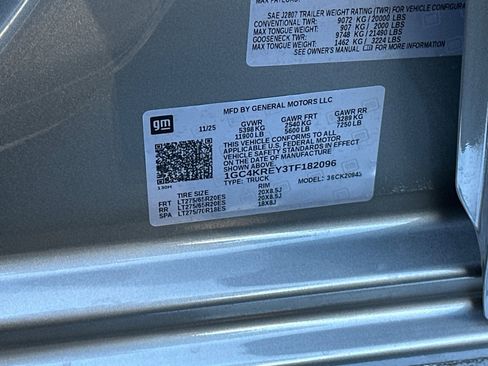 SAE J2807 TRAILER WEIGHT RATING (TWR) FOR VEHICLE CONFIGURA
CONVENTIONAL TWR: 9072 KG / 20000 LBS
MAX TONGUE WEIGHT: 907 KG / 2000 LBS
GOOSENECK TWR: 9748 KG / 21490 LBS
MAX TONGUE WEIGHT: 1462 KG / 3224 LBS
SEE OWNER'S MANUAL FOR MORE INFORMATION
gm
11/25
MFD BY GENERAL MOTORS LLC
GVWR GAWR FRT GAWR RR
5398 KG 2540 KG 3289 KG
11900 LB 5600 LB 7250 LB
THIS VEHICLE CONFORMS TO ALL
APPLICABLE U.S. FEDERAL MOTOR
VEHICLE SAFETY STANDARDS IN EFFECT
ON THE DATE OF MANUFACTURE
SHOWN ABOVE.
1GC4KREY3TF182096
TYPE: TRUCK MODEL:
TIRE SIZE RIM
FRT LT275/65R20ES 20X8.5J
RR LT275/65R20ES 20X8.5J
SPA LT275/70R18ES 18X8J